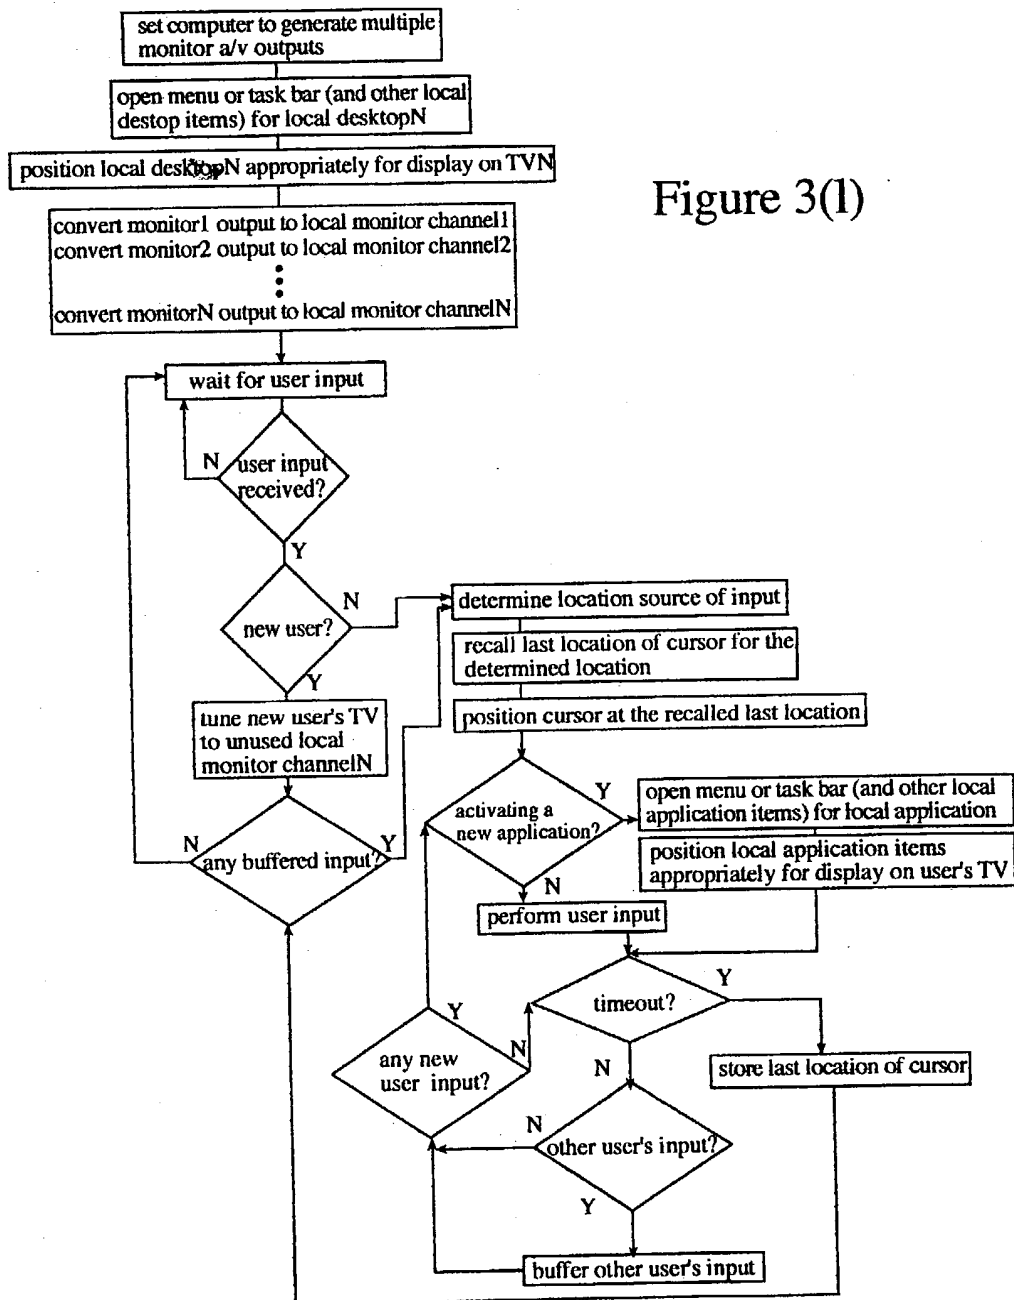 set computer to generate multiple
monitor a/v outputs
open menu or task bar (and other local
destop items) for local desktopN
position local desktopN appropriately for display on TVN
Figure 3(l)
convert monitor1 output to local monitor channel1
convert monitor2 output to local monitor channel2
convert monitorN output to local monitor channelN
wait for user input
N
user input
received?
Y
new user?
N
Y
determine location source of input
recall last location of cursor for the
determined location
position cursor at the recalled last location
tune new user's TV
to unused local
monitor channelN
N
any buffered input?
Y
activating a
new application?
Y
N
open menu or task bar (and other local
application items) for local application
position local application items
appropriately for display on user's TV
perform user input
timeout?
Y
N
any new
user input?
Y
N
store last location of cursor
other user's input?
N
Y
buffer other user's input